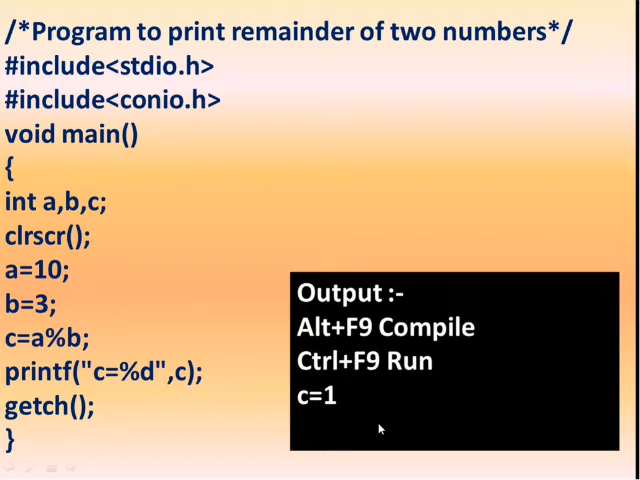 /*Program to print remainder of two numbers*/
#include<stdio.h>
#include<conio.h>
void main()
{
int a,b,c;
clrscr();
a=10;
b=3;
c=a%b;
printf("c=%d",c);
getch();
}
Output :-
Alt+F9 Compile
Ctrl+F9 Run
c=1